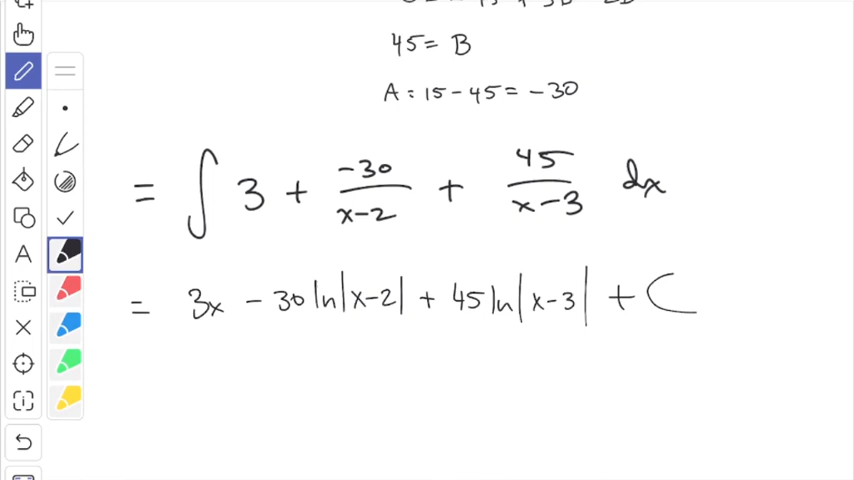 45 = B
A = 15 - 45 = -30
= ∫ 3 + -30/(x-2) + 45/(x-3) dx
= 3x - 30 ln|x-2| + 45 ln|x-3| + C
A